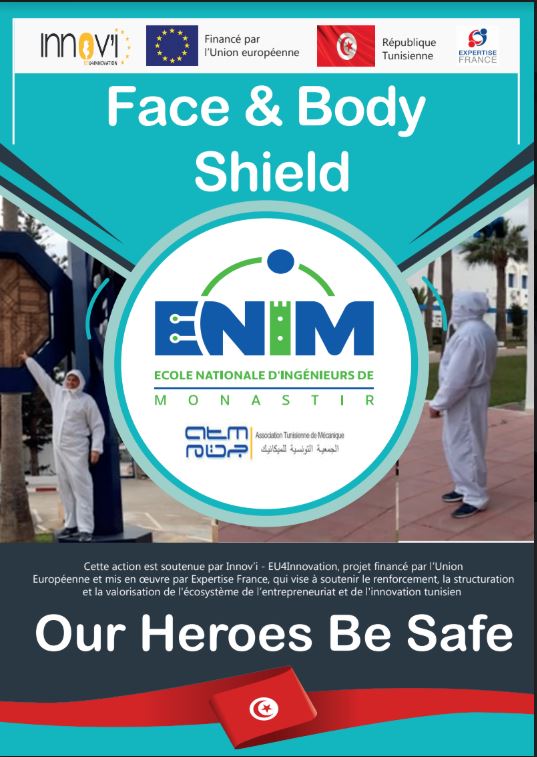 INNOV'i
EU4INNOVATION
Financé par
l'Union européenne
République
Tunisienne
EXPERTISE
FRANCE
Face & Body
Shield
ENIM
ECOLE NATIONALE D'INGÉNIEURS DE
MONASTIR
Association Tunisienne de Mécanique
الجمعية التونسية للميكانيك
Cette action est soutenue par Innov'i - EU4Innovation, projet financé par l'Union
Européenne et mis en œuvre par Expertise France, qui vise à soutenir le renforcement, la structuration
et la valorisation de l'écosystème de l'entrepreneuriat et de l'innovation tunisien
Our Heroes Be Safe